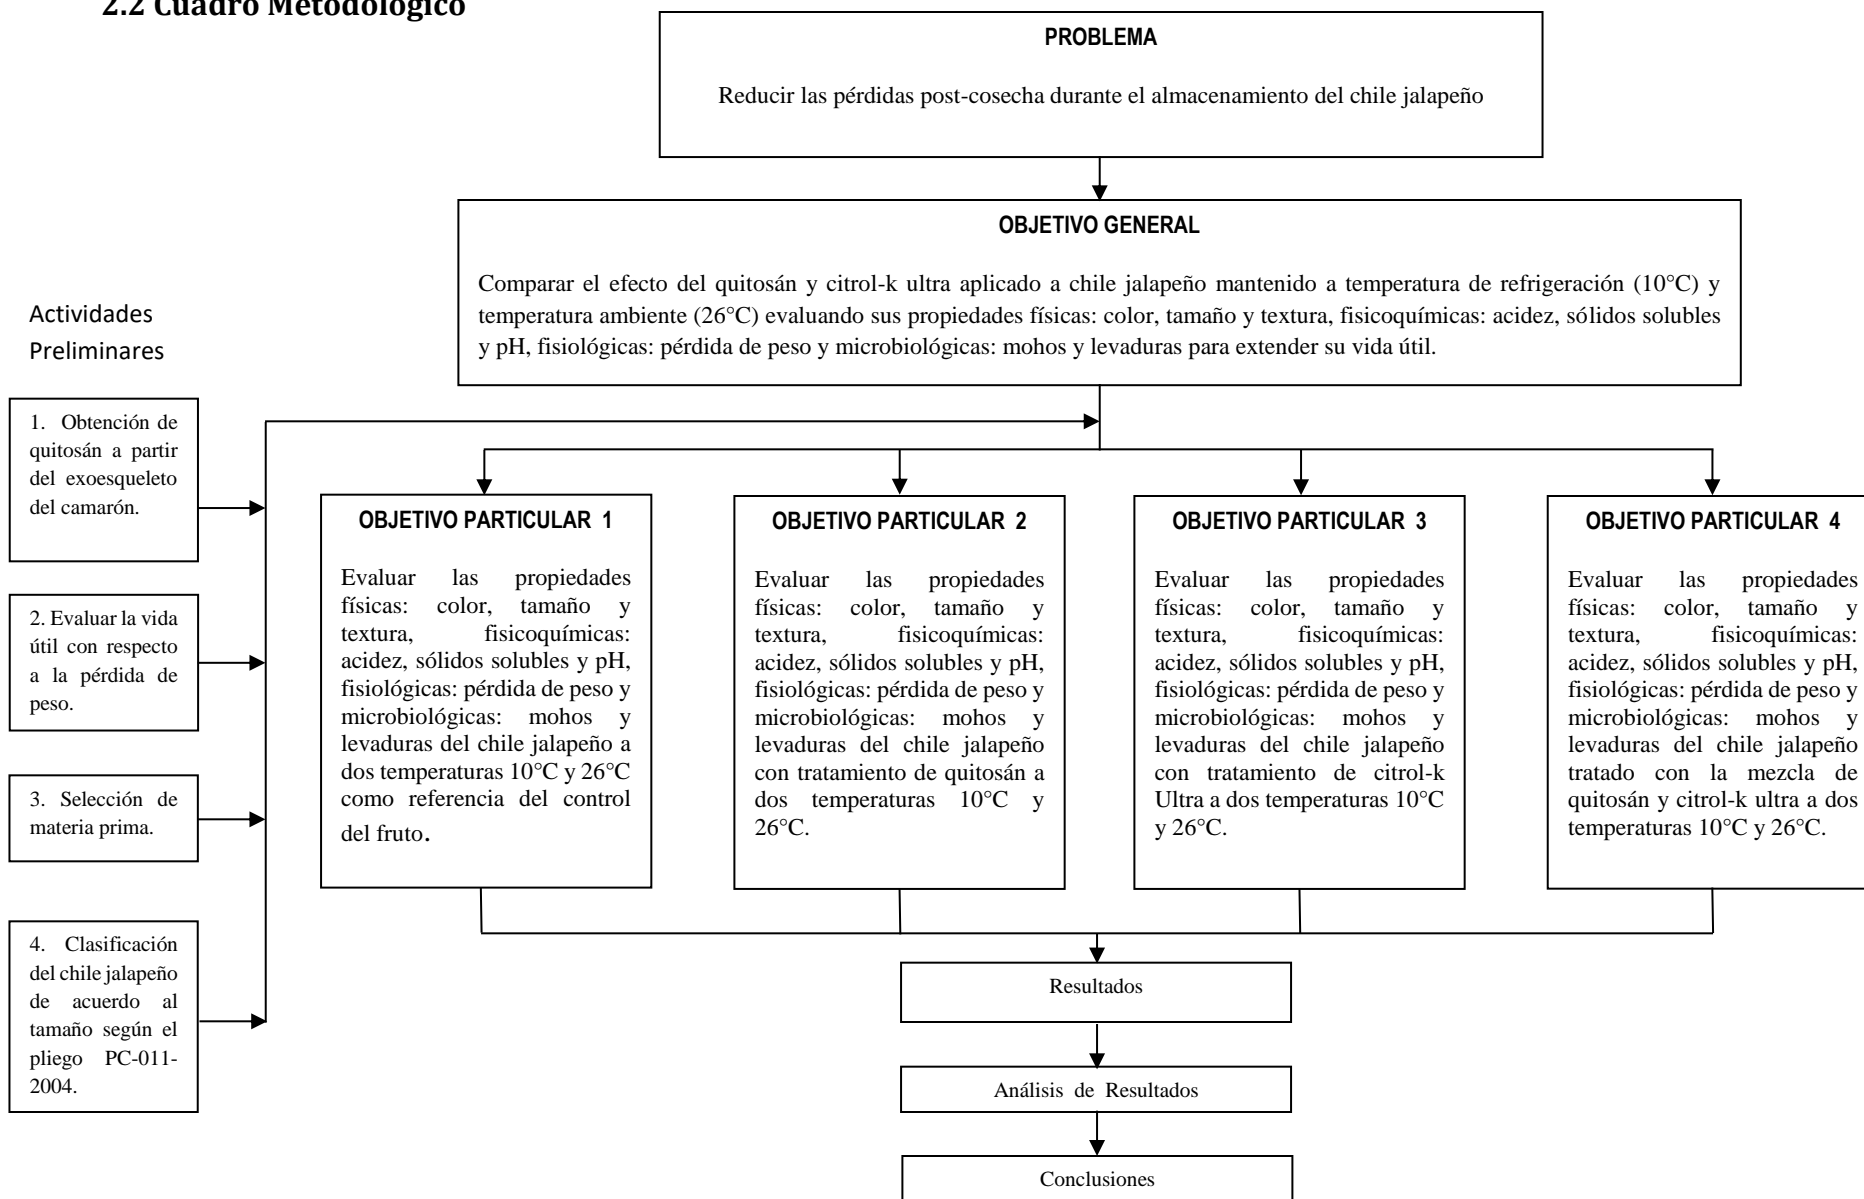 2.2 Cuadro Metodológico
PROBLEMA
Reducir las pérdidas post-cosecha durante el almacenamiento del chile jalapeño
OBJETIVO GENERAL
Comparar el efecto del quitosán y citrol-k ultra aplicado a chile jalapeño mantenido a temperatura de refrigeración (10°C) y
temperatura ambiente (26°C) evaluando sus propiedades físicas: color, tamaño y textura, fisicoquímicas: acidez, sólidos solubles
y pH, fisiológicas: pérdida de peso y microbiológicas: mohos y levaduras para extender su vida útil.
Actividades
Preliminares
1. Obtención de
quitosán a partir
del exoesqueleto
del camarón.
2. Evaluar la vida
útil con respecto
a la pérdida de
peso.
3. Selección de
materia prima.
4. Clasificación
del chile jalapeño
de acuerdo al
tamaño según el
pliego PC-011-
2004.
OBJETIVO PARTICULAR 1
Evaluar las propiedades
físicas: color, tamaño y
textura, fisicoquímicas:
acidez, sólidos solubles y pH,
fisiológicas: pérdida de peso y
microbiológicas: mohos y
levaduras del chile jalapeño a
dos temperaturas 10°C y 26°C
como referencia del control
del fruto.
OBJETIVO PARTICULAR 2
Evaluar las propiedades
físicas: color, tamaño y
textura, fisicoquímicas:
acidez, sólidos solubles y pH,
fisiológicas: pérdida de peso y
microbiológicas: mohos y
levaduras del chile jalapeño
con tratamiento de quitosán a
dos temperaturas 10°C y
26°C.
OBJETIVO PARTICULAR 3
Evaluar las propiedades
físicas: color, tamaño y
textura, fisicoquímicas:
acidez, sólidos solubles y pH,
fisiológicas: pérdida de peso y
microbiológicas: mohos y
levaduras del chile jalapeño
con tratamiento de citrol-k
Ultra a dos temperaturas 10°C
y 26°C.
OBJETIVO PARTICULAR 4
Evaluar las propiedades
físicas: color, tamaño y
textura, fisicoquímicas:
acidez, sólidos solubles y pH,
fisiológicas: pérdida de peso y
microbiológicas: mohos y
levaduras del chile jalapeño
tratado con la mezcla de
quitosán y citrol-k ultra a dos
temperaturas 10°C y 26°C.
Resultados
Análisis de Resultados
Conclusiones